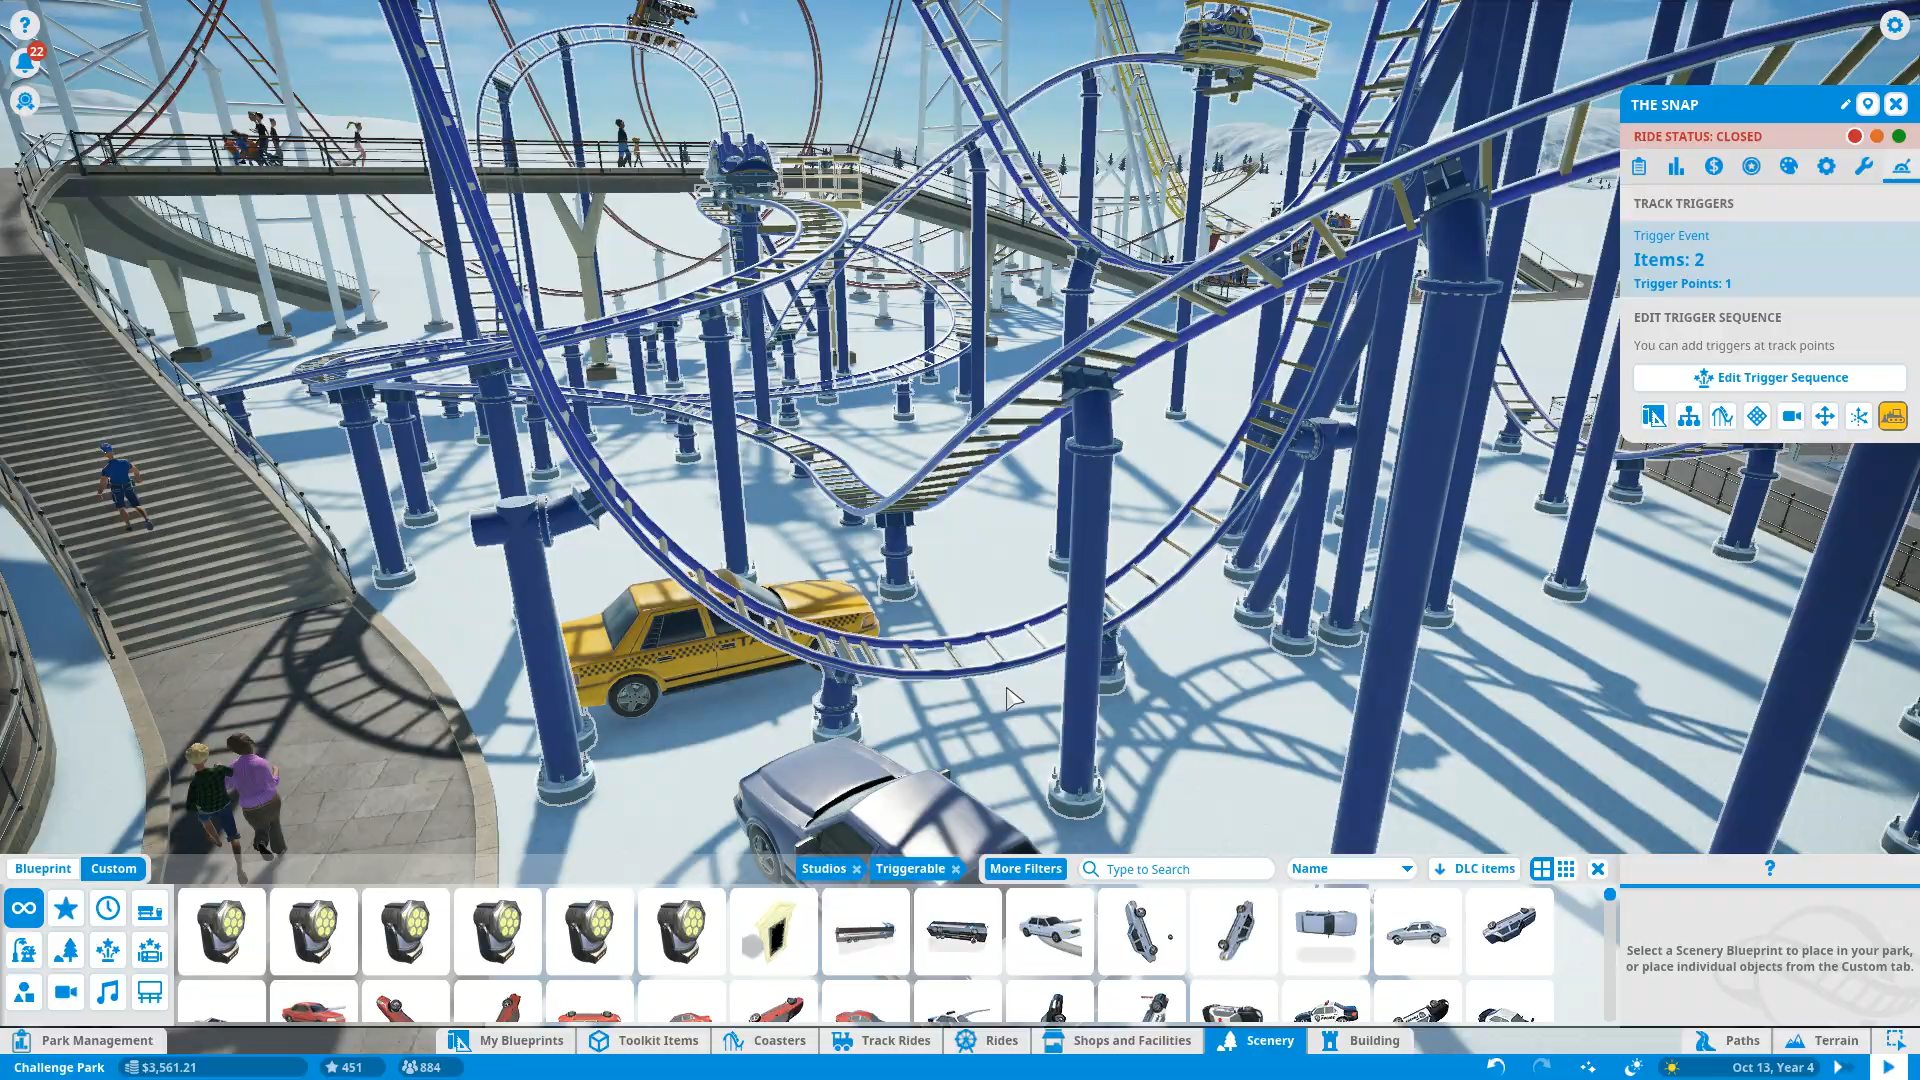 22
THE SNAP
RIDE STATUS: CLOSED
TRACK TRIGGERS
Trigger Event
Items: 2
Trigger Points: 1
EDIT TRIGGER SEQUENCE
You can add triggers at track points
Edit Trigger Sequence
Blueprint
Custom
Studios
Triggerable
More Filters
Type to Search
Name
DLC items
Select a Scenery Blueprint to place in your park,
or place individual objects from the Custom tab.
Park Management
My Blueprints
Toolkit Items
Coasters
Track Rides
Rides
Shops and Facilities
Scenery
Building
Paths
Terrain
Challenge Park
$3,561.21
451
884
Oct 13, Year 4